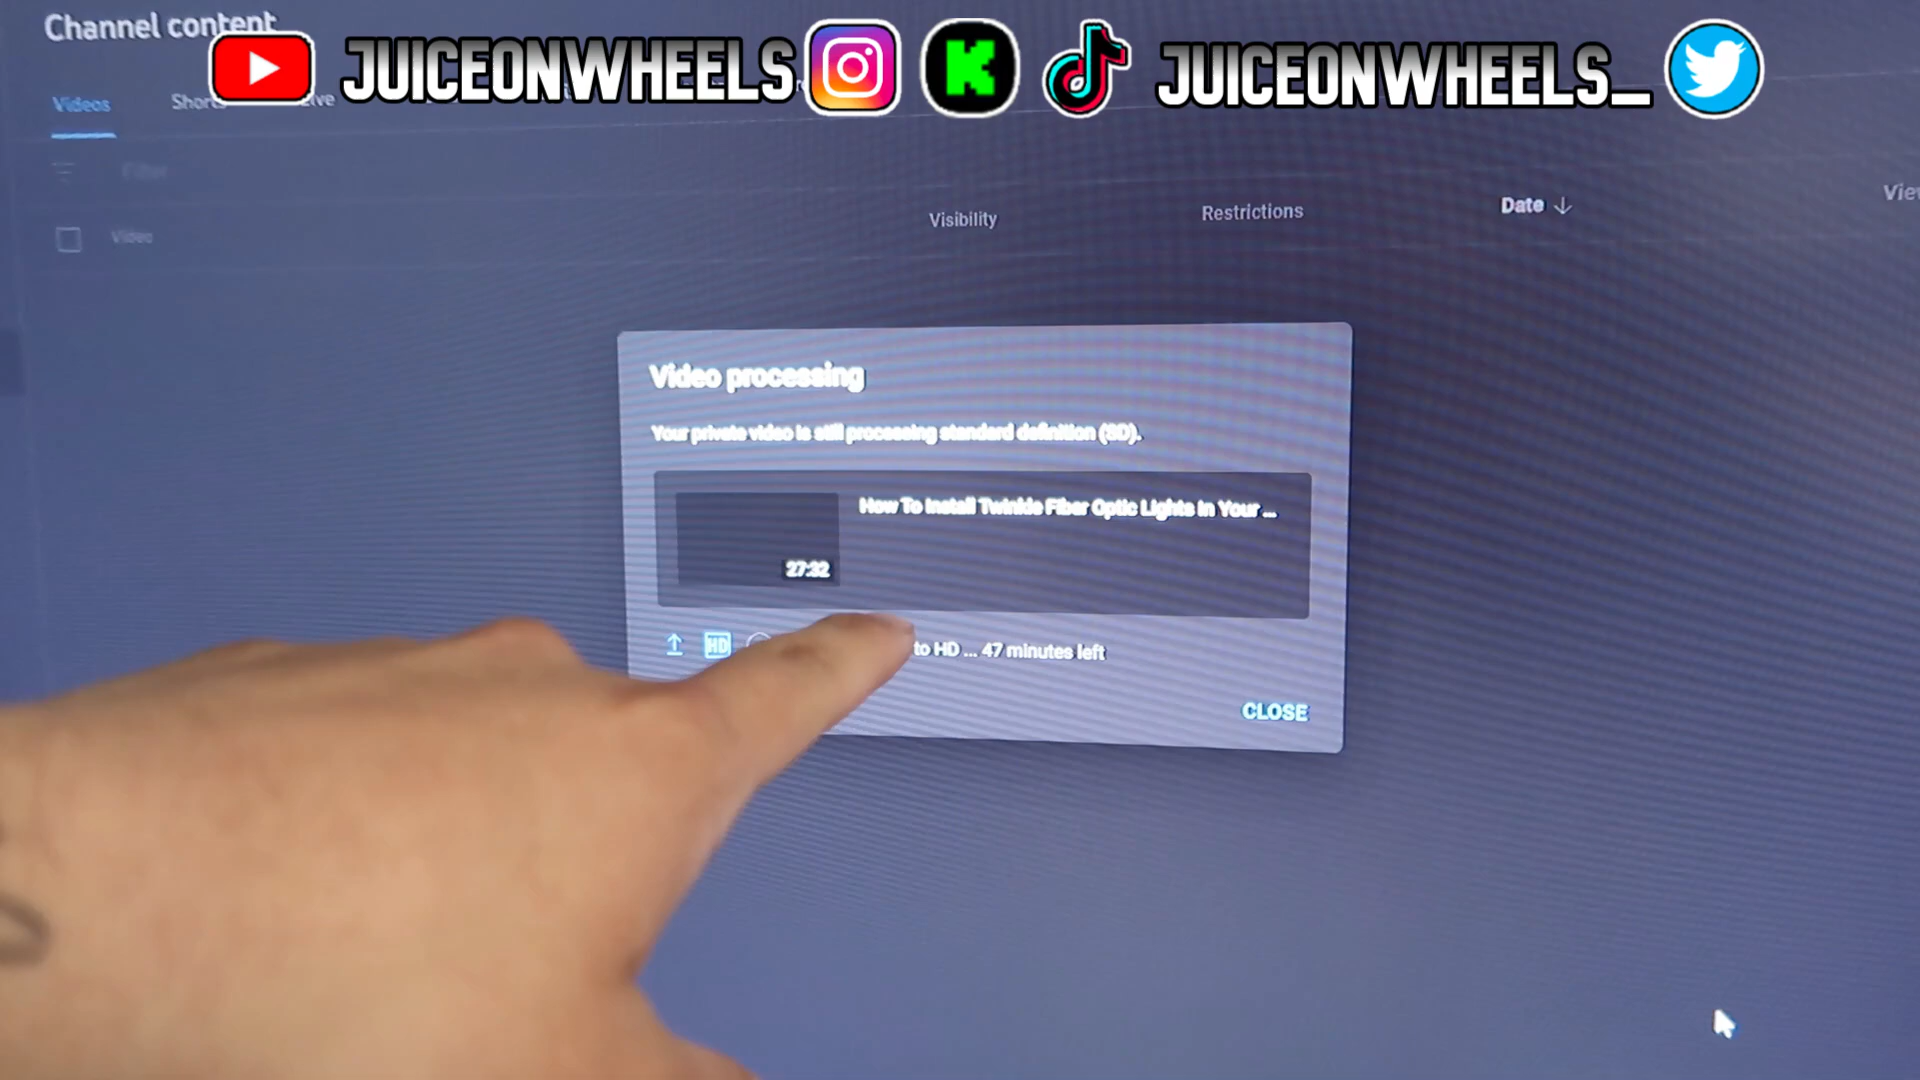 Channel content
JUICEONWHEELS
JUICEONWHEELS_
Videos
Shorts
Filter
Video
Visibility
Restrictions
Date
Video processing
Your private video is still processing standard definition (SD).
How To Install Twinkle Fiber Optic Lights In Your ...
27:32
HD
to HD ... 47 minutes left
CLOSE